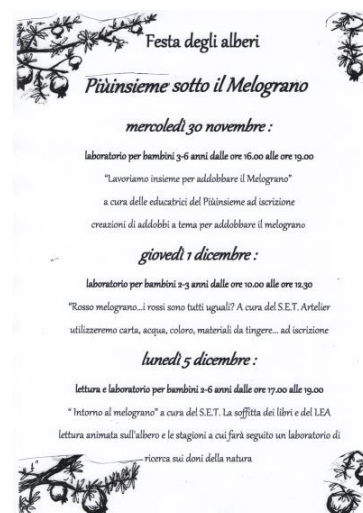 Festa degli alberi
Piùinsieme sotto il Melograno
mercoledì 30 novembre :
laboratorio per bambini 3-6 anni dalle ore 16.00 alle ore 19.00
"Lavoriamo insieme per addobbare il Melograno"
a cura delle educatrici del Piùinsieme ad iscrizione
creazioni di addobbi a tema per addobbare il melograno
giovedì 1 dicembre :
laboratorio per bambini 2-3 anni dalle ore 10.00 alle ore 12.30
"Rosso melograno...i rossi sono tutti uguali? A cura del S.E.T. Artelier
utilizzeremo carta, acqua, coloro, materiali da tingere... ad iscrizione
lunedì 5 dicembre :
lettura e laboratorio per bambini 2-6 anni dalle ore 17.00 alle 19.00
" Intorno al melograno" a cura del S.E.T. La soffitta dei libri e del LEA
lettura animata sull'albero e le stagioni a cui farà seguito un laboratorio di
ricerca sui doni della natura